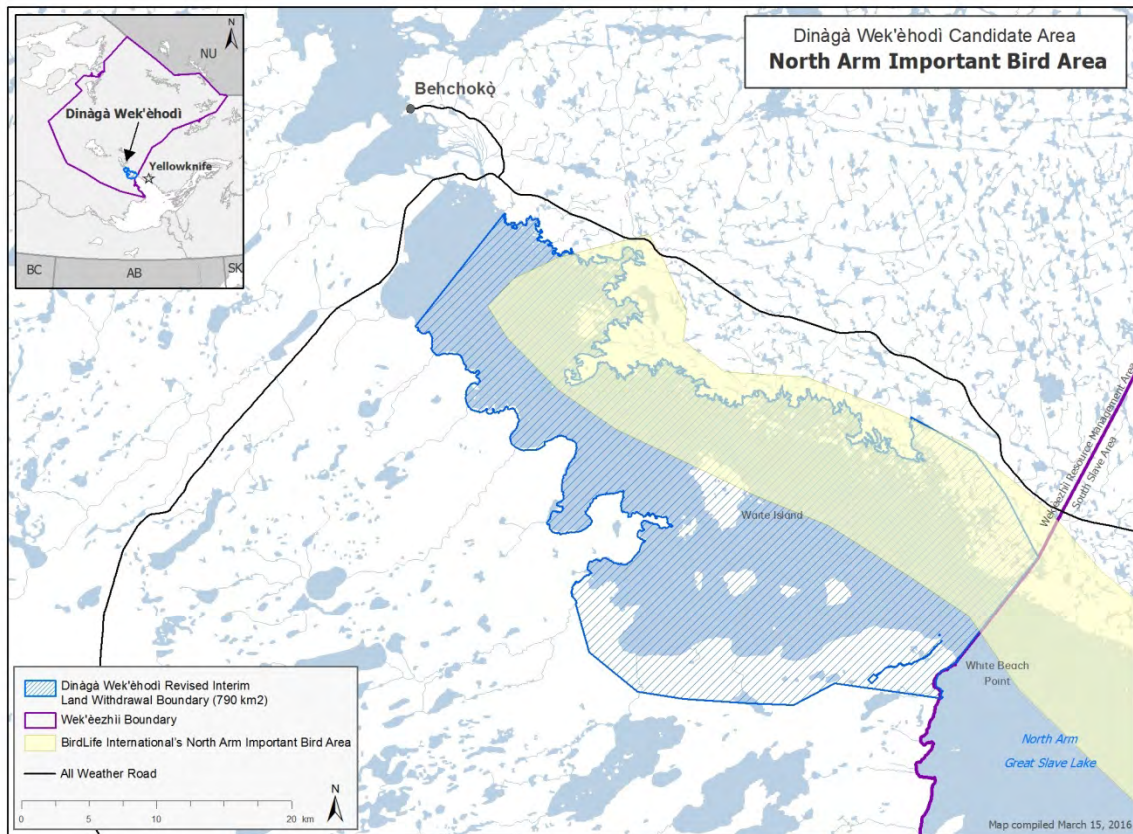 Dinàgà Wek'èhodì Candidate Area
North Arm Important Bird Area
N
NU
Dinàgà Wek'èhodì
Yellowknife
BC
AB
SK
Behchokǫ̀
Wek'èezhìi Resource Management Area
South Slave Area
Waite Island
White Beach
Point
North Arm
Great Slave Lake
Dinàgà Wek'èhodì Revised Interim
Land Withdrawal Boundary (790 km2)
Wek'èezhìi Boundary
BirdLife International's North Arm Important Bird Area
All Weather Road
0 5 10 20 km
N
Map compiled March 15, 2016